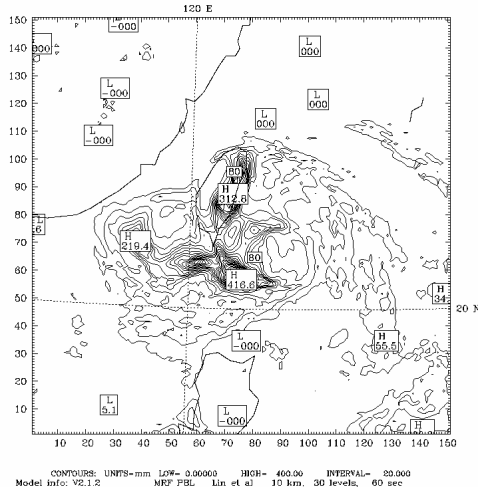 120 E
150
140
130
120
110
100
90
80
70
60
50
40
30
20
10
L
-000
L
000
L
-000
L
000
L
000
L
-000
80
H
312.8
H
219.4
80
H
416.6
H
34.
20 N
L
-000
H
55.5
L
5.1
L
-000
H
10 20 30 40 50 60 70 80 90 100 110 120 130 140 150
CONTOURS: UNITS=mm LOW= 0.00000 HIGH= 400.00 INTERVAL= 20.000
Model info: V2.1.2 MRF PBL Lin et al 10 km, 30 levels, 60 sec